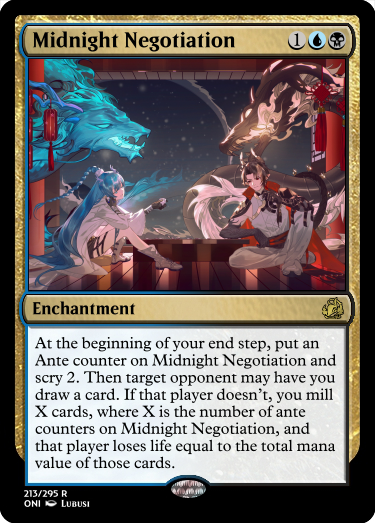 Midnight Negotiation 1
Enchantment
At the beginning of your end step, put an
Ante counter on Midnight Negotiation and
scry 2. Then target opponent may have you
draw a card. If that player doesn't, you mill
X cards, where X is the number of ante
counters on Midnight Negotiation, and
that player loses life equal to the total mana
value of those cards.
213/295 R
ONI Lubusi